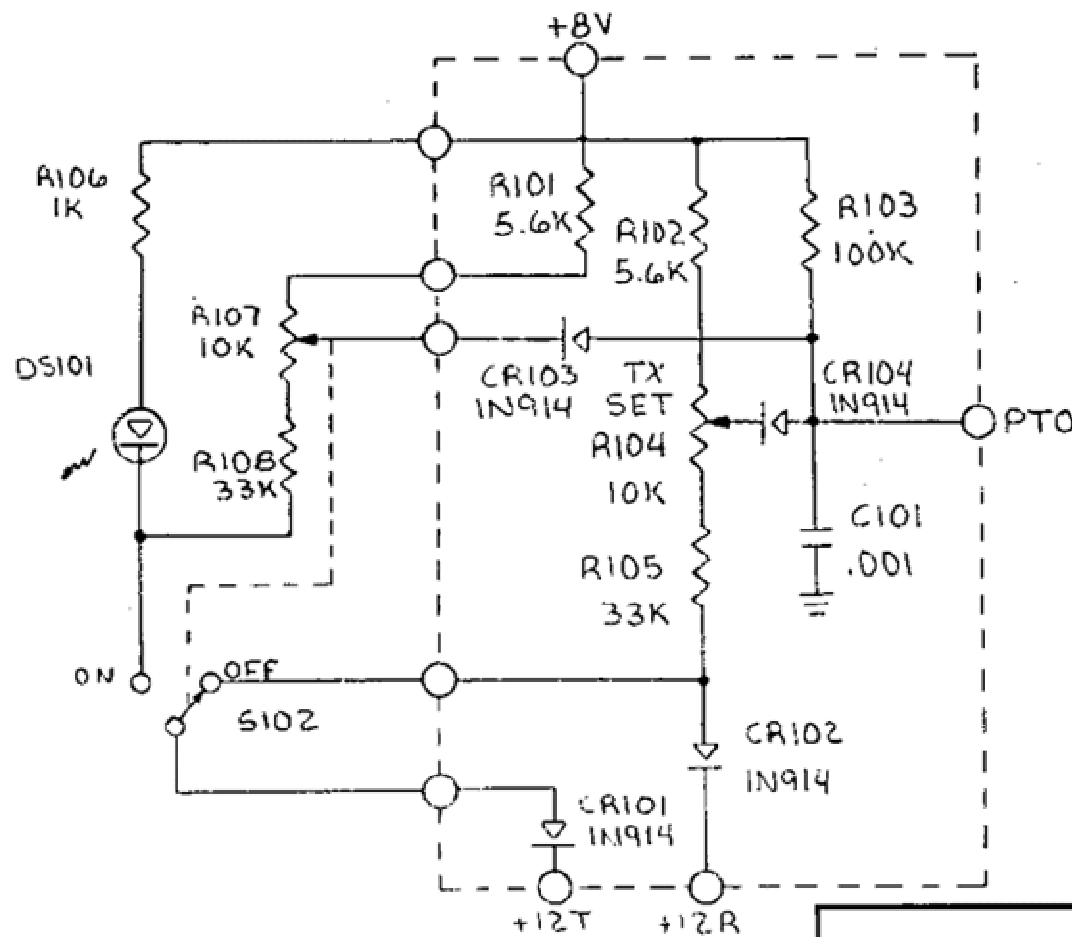 +8V
R106
1K
R101
5.6K
R102
5.6K
R103
100K
R107
10K
DS101
CR103
1N914
TX
SET
R104
10K
CR104
1N914
PTO
R108
33K
C101
.001
R105
33K
ON
OFF
S102
CR102
1N914
CR101
1N914
+12T
+12R